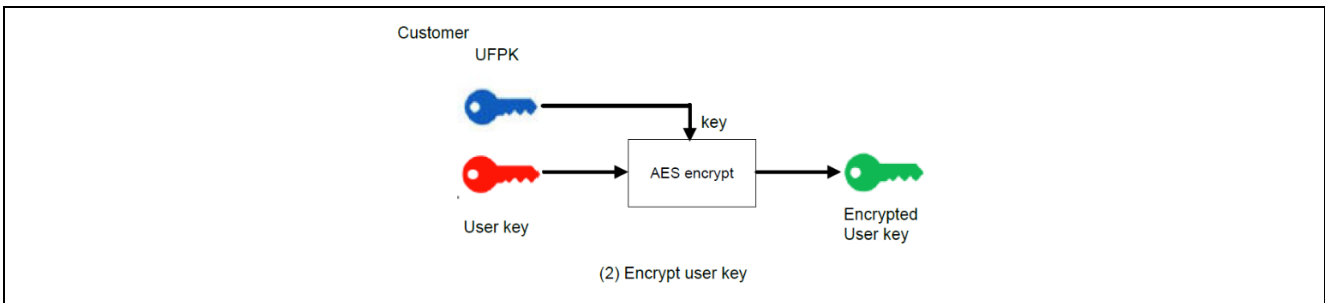 Customer
UFPK
key
AES encrypt
User key
Encrypted
User key
(2) Encrypt user key